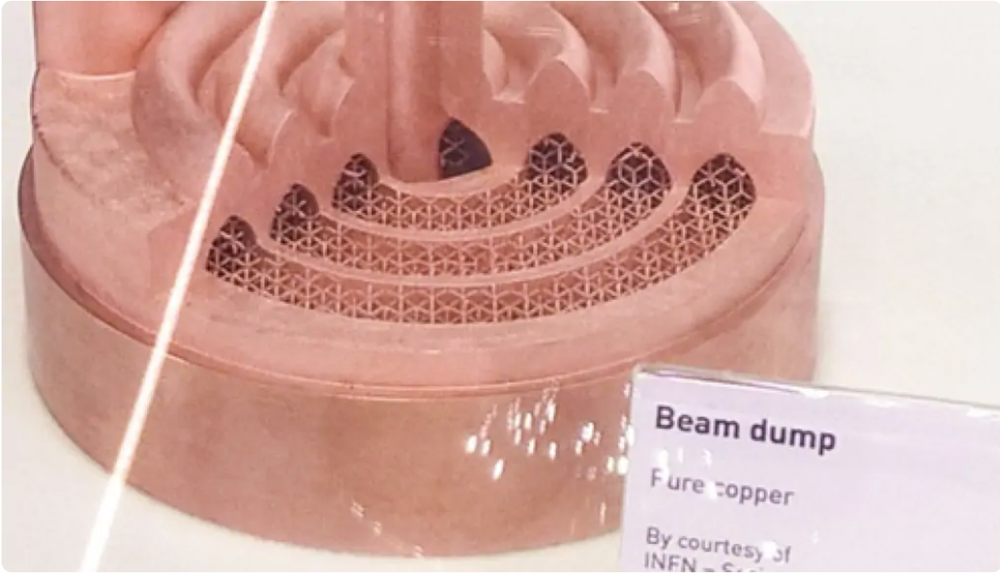 Beam dump
Pure copper
By courtesy of
INFN –